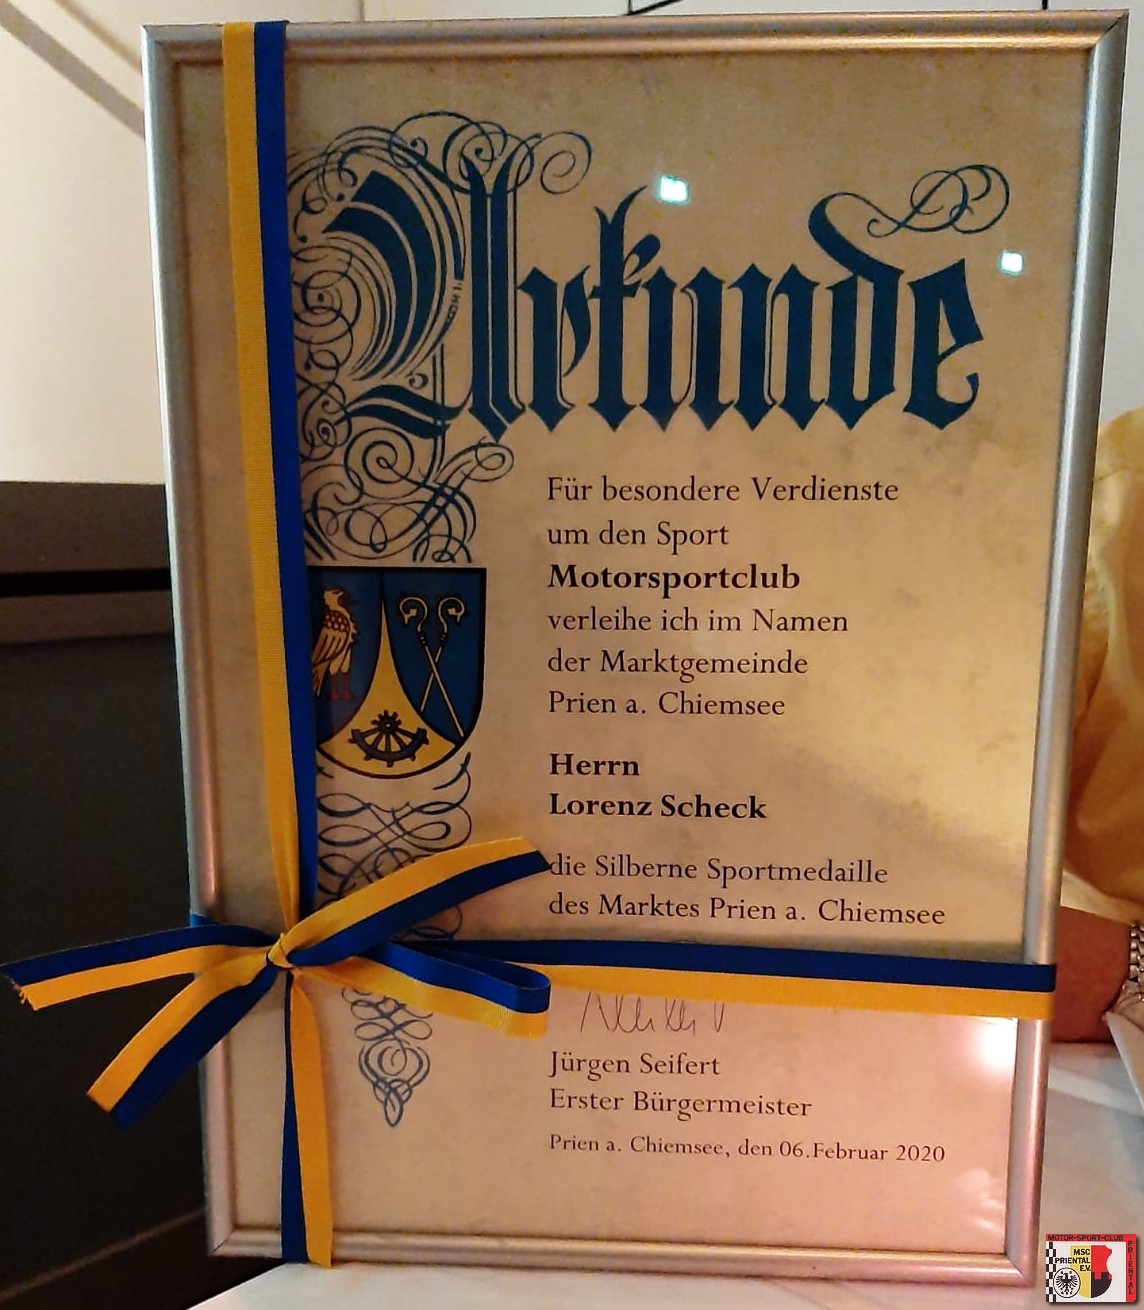 Urkunde
Für besondere Verdienste
um den Sport
Motorsportclub
verleihe ich im Namen
der Marktgemeinde
Prien a. Chiemsee
Herrn
Lorenz Scheck
die Silberne Sportmedaille
des Marktes Prien a. Chiemsee
Jürgen Seifert
Erster Bürgermeister
Prien a. Chiemsee, den 06.Februar 2020
MOTOR-SPORT-CLUB
PRIENTAL
MSC
PRIENTAL
E.V.